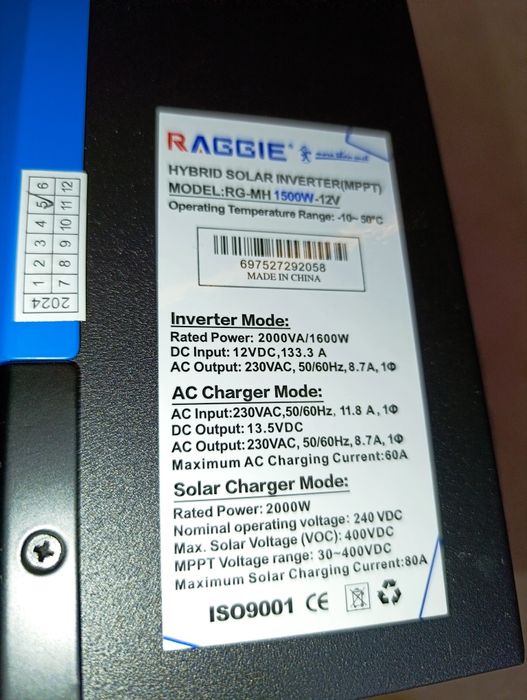 RAGGIE
HYBRID SOLAR INVERTER(MPPT)
MODEL:RG-MH 1500W-12V
Operating Temperature Range: -10~ 50°C
697527292058
MADE IN CHINA
Inverter Mode:
Rated Power: 2000VA/1600W
DC Input: 12VDC,133.3 A
AC Output: 230VAC, 50/60Hz, 8.7A, 1Φ
AC Charger Mode:
AC Input:230VAC,50/60Hz, 11.8 A, 1Φ
DC Output: 13.5VDC
AC Output: 230VAC, 50/60Hz, 8.7A, 1Φ
Maximum AC Charging Current:60A
Solar Charger Mode:
Rated Power: 2000W
Nominal operating voltage: 240 VDC
Max. Solar Voltage (VOC): 400VDC
MPPT Voltage range: 30~400VDC
Maximum Solar Charging Current:80A
ISO9001 CE
2024
1 2 3 4 5 6
7 8 9 10 11 12